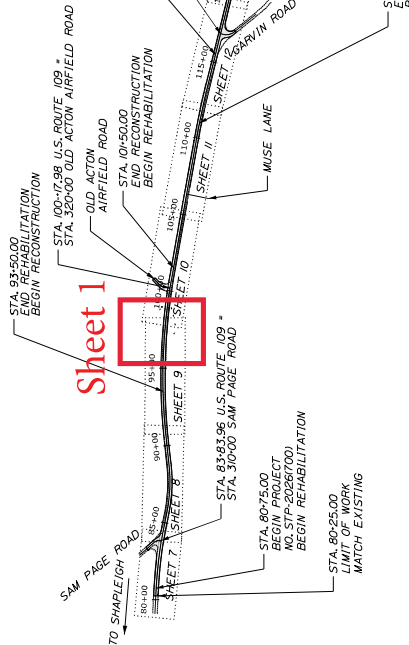 STA. 93+50.00
END REHABILITATION
BEGIN RECONSTRUCTION
STA. 100+17.98 U.S. ROUTE 109 =
STA. 320+00 OLD ACTON AIRFIELD ROAD
OLD ACTON
AIRFIELD ROAD
STA. 101+50.00
END RECONSTRUCTION
BEGIN REHABILITATION
GARVIN ROAD
MUSE LANE
Sheet 1
80+00
85+00
90+00
95+00
105+00
110+00
115+00
SHEET 7
SHEET 8
SHEET 9
SHEET 10
SHEET 11
SHEET 12
SAM PAGE ROAD
TO SHAPLEIGH
STA. 83+83.96 U.S. ROUTE 109 =
STA. 310+00 SAM PAGE ROAD
STA. 80+75.00
BEGIN PROJECT
NO. STP-2026(700)
BEGIN REHABILITATION
STA. 80+25.00
LIMIT OF WORK
MATCH EXISTING